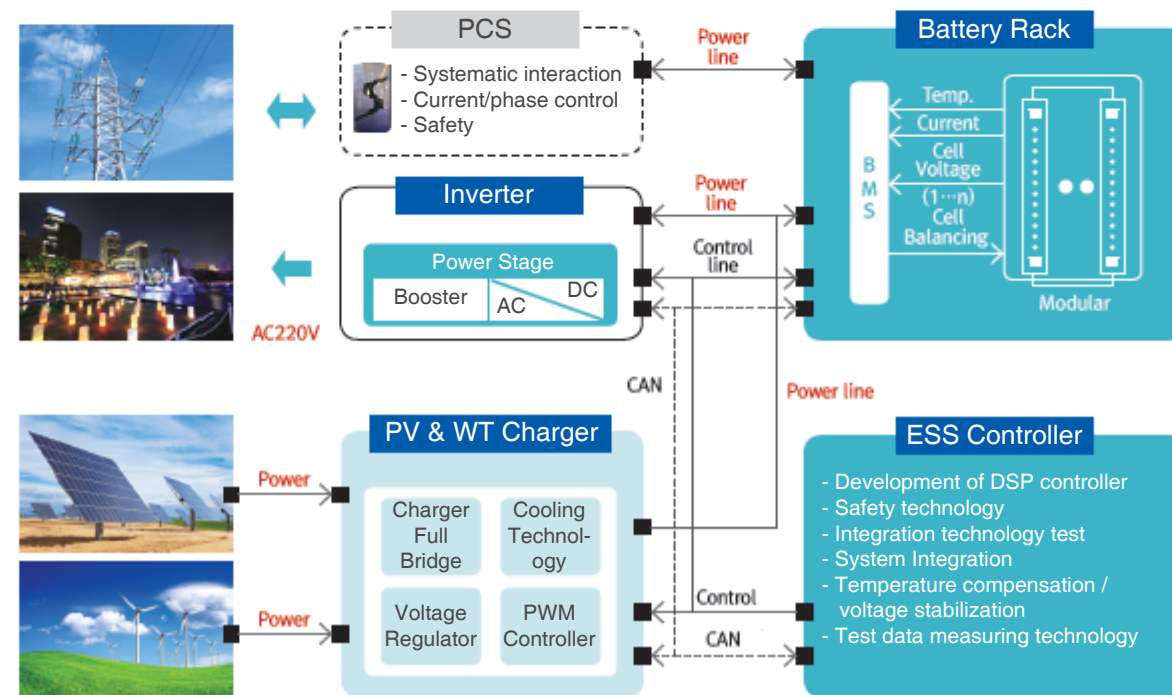 PCS
- Systematic interaction
- Current/phase control
- Safety
Power
line
Battery Rack
BMS
Temp.
Current
Cell
Voltage
(1···n)
Cell
Balancing
Modular
Inverter
Power Stage
Booster
AC
DC
AC220V
Power
line
Control
line
CAN
Power line
PV & WT Charger
Power
Power
Charger
Full
Bridge
Cooling
Technol-
ogy
Voltage
Regulator
PWM
Controller
Control
CAN
ESS Controller
- Development of DSP controller
- Safety technology
- Integration technology test
- System Integration
- Temperature compensation /
voltage stabilization
- Test data measuring technology